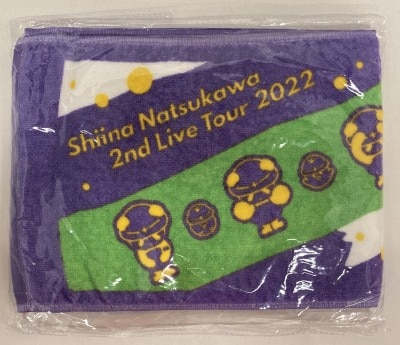 Shiina Natsukawa
2nd Live Tour 2022